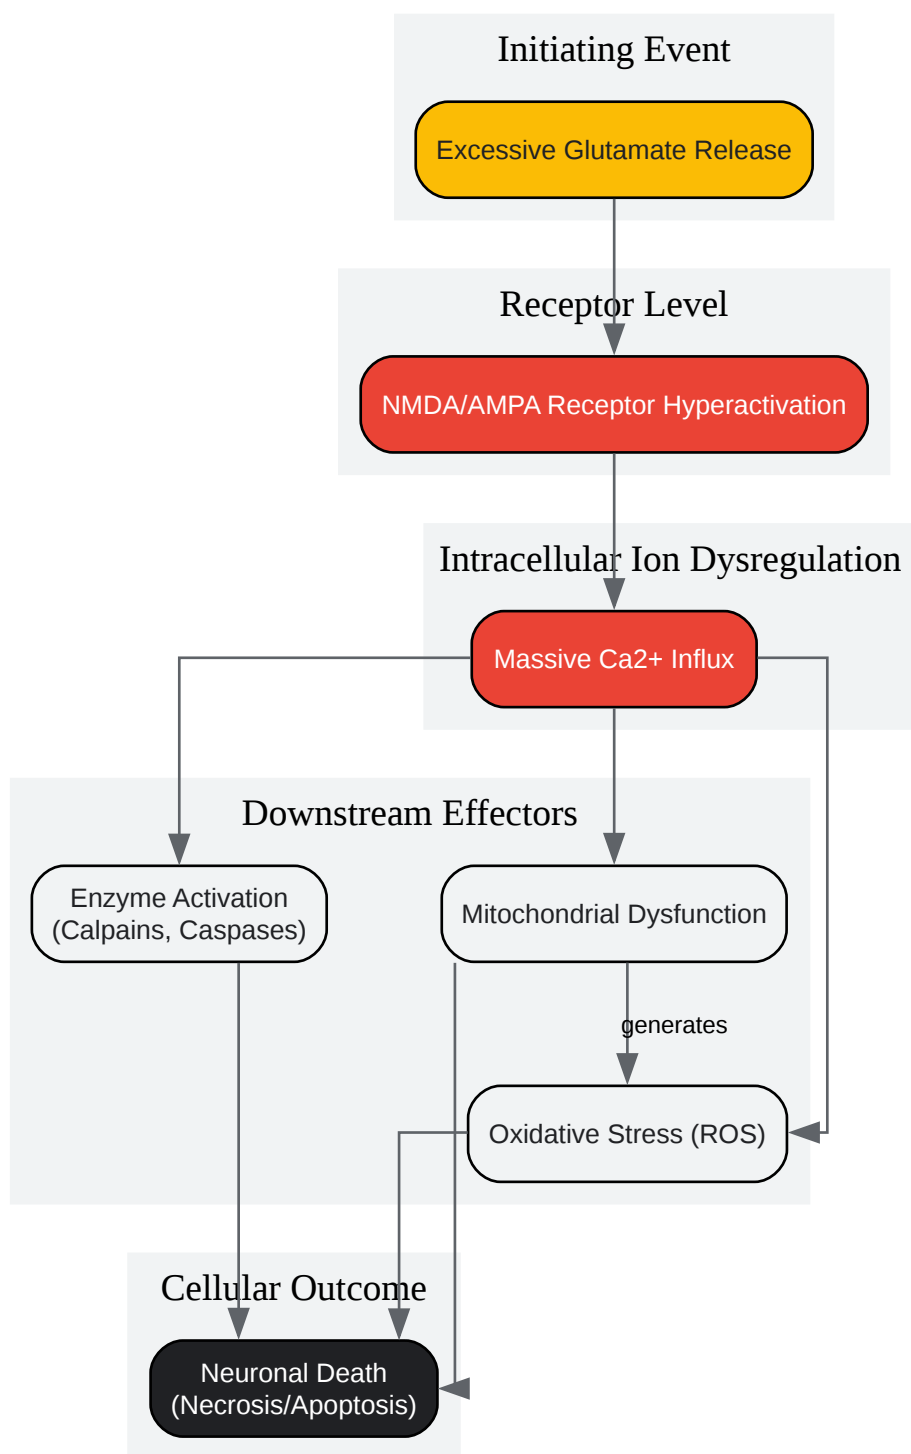 Initiating Event
Excessive Glutamate Release
Receptor Level
NMDA/AMPA Receptor Hyperactivation
Intracellular Ion Dysregulation
Massive Ca2+ Influx
Downstream Effectors
Enzyme Activation
(Calpains, Caspases)
Mitochondrial Dysfunction
generates
Oxidative Stress (ROS)
Cellular Outcome
Neuronal Death
(Necrosis/Apoptosis)